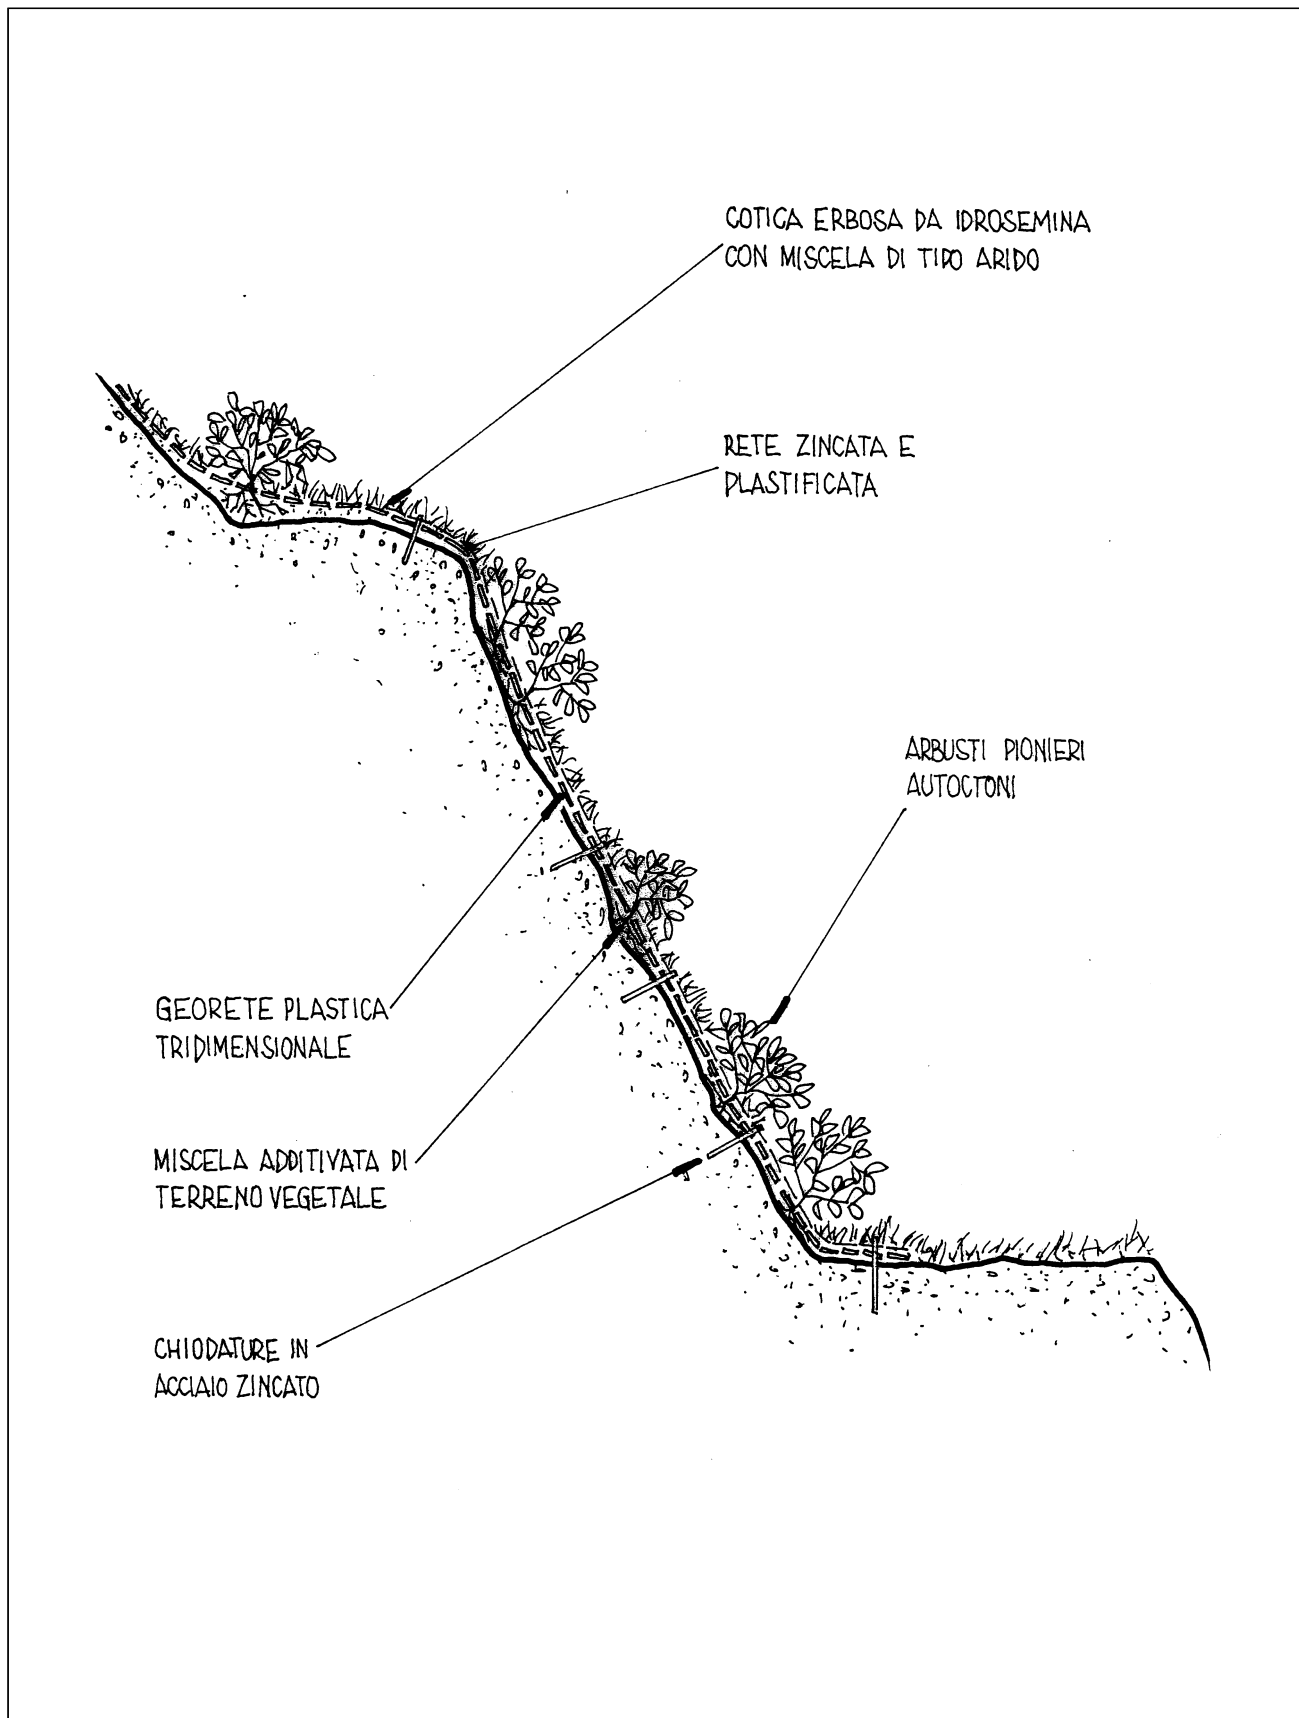 COTICA ERBOSA DA IDROSEMINA
CON MISCELA DI TIPO ARIDO
RETE ZINCATA E
PLASTIFICATA
ARBUSTI PIONIERI
AUTOCTONI
GEORETE PLASTICA
TRIDIMENSIONALE
MISCELA ADDITIVATA DI
TERRENO VEGETALE
CHIODATURE IN
ACCIAIO ZINCATO